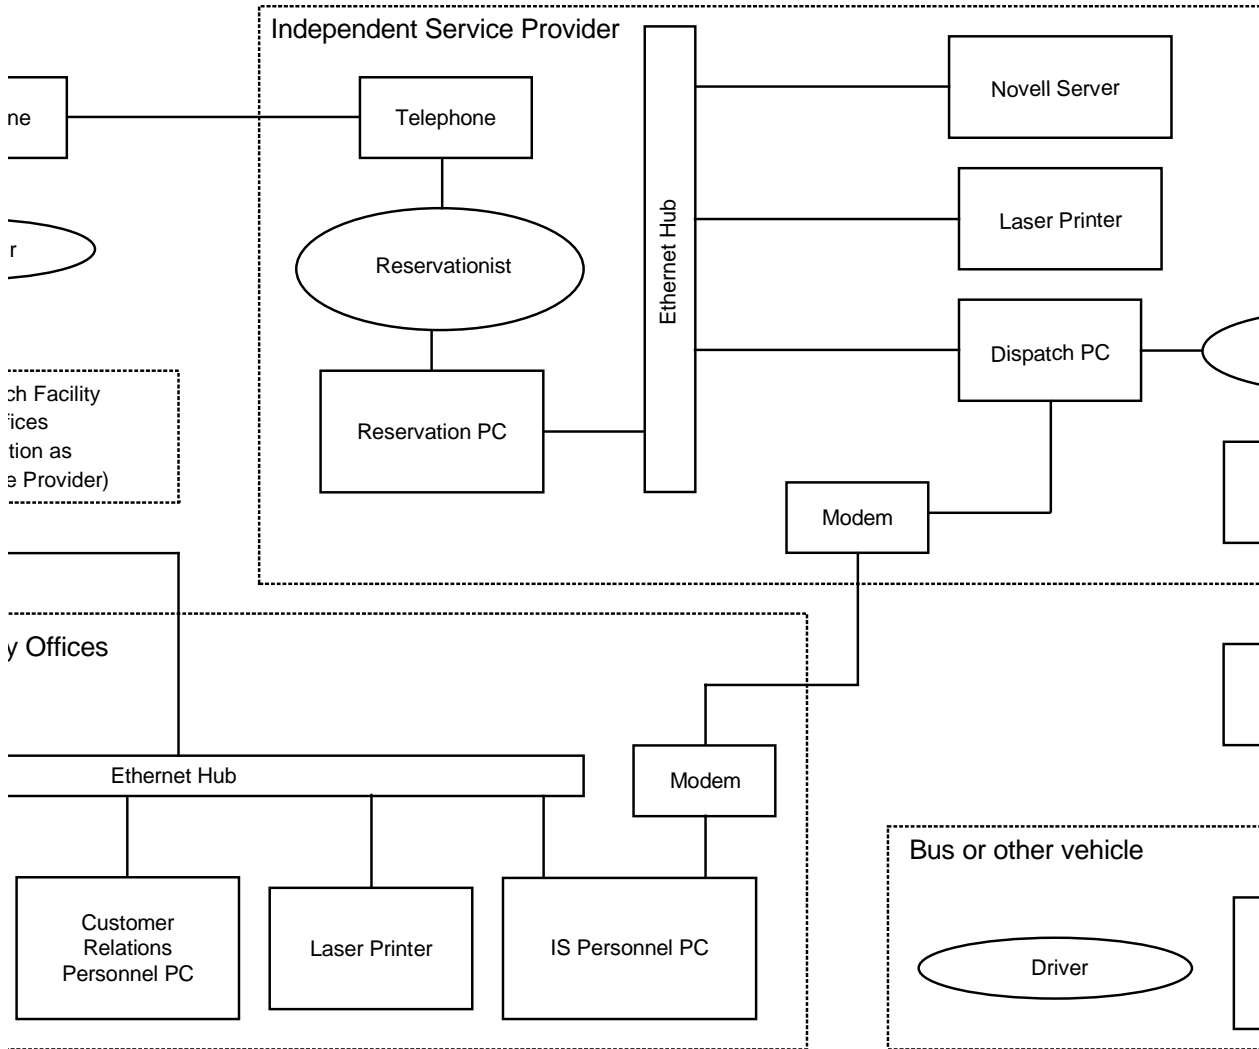 Independent Service Provider
Novell Server
ne
Telephone
Laser Printer
Ethernet Hub
r
Reservationist
Dispatch PC
ch Facility
fices
tion as
e Provider)
Reservation PC
Modem
y Offices
Ethernet Hub
Modem
Bus or other vehicle
Customer
Relations
Personnel PC
Laser Printer
IS Personnel PC
Driver